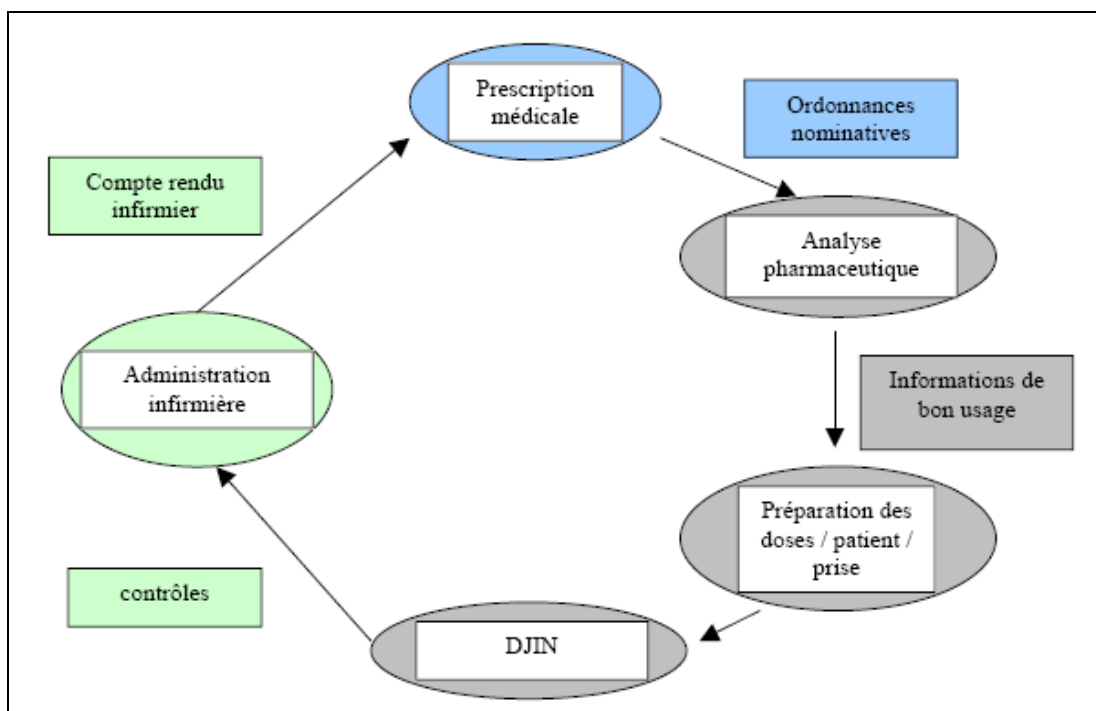 Prescription
médicale
Ordonnances
nominatives
Compte rendu
infirmier
Analyse
pharmaceutique
Administration
infirmière
Informations de
bon usage
Préparation des
doses / patient /
prise
contrôles
DJIN